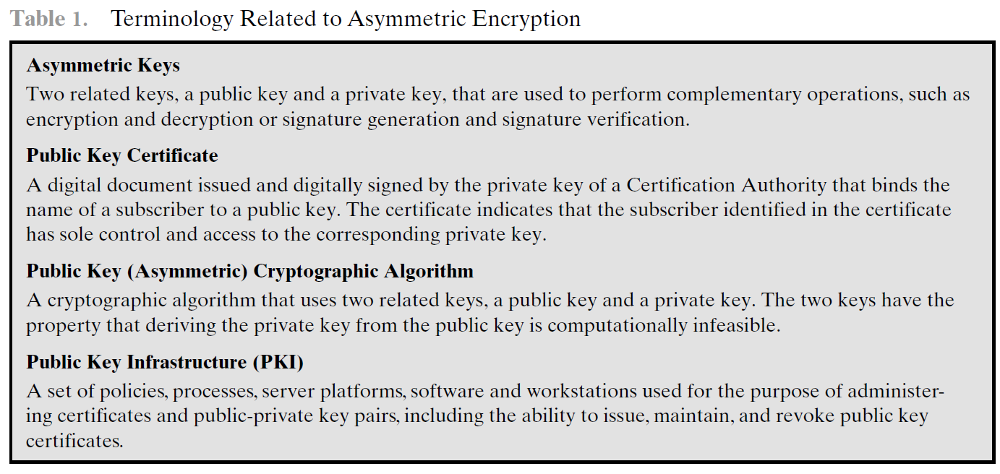 Table 1. Terminology Related to Asymmetric Encryption
Asymmetric Keys
Two related keys, a public key and a private key, that are used to perform complementary operations, such as
encryption and decryption or signature generation and signature verification.
Public Key Certificate
A digital document issued and digitally signed by the private key of a Certification Authority that binds the
name of a subscriber to a public key. The certificate indicates that the subscriber identified in the certificate
has sole control and access to the corresponding private key.
Public Key (Asymmetric) Cryptographic Algorithm
A cryptographic algorithm that uses two related keys, a public key and a private key. The two keys have the
property that deriving the private key from the public key is computationally infeasible.
Public Key Infrastructure (PKI)
A set of policies, processes, server platforms, software and workstations used for the purpose of administer-
ing certificates and public-private key pairs, including the ability to issue, maintain, and revoke public key
certificates.